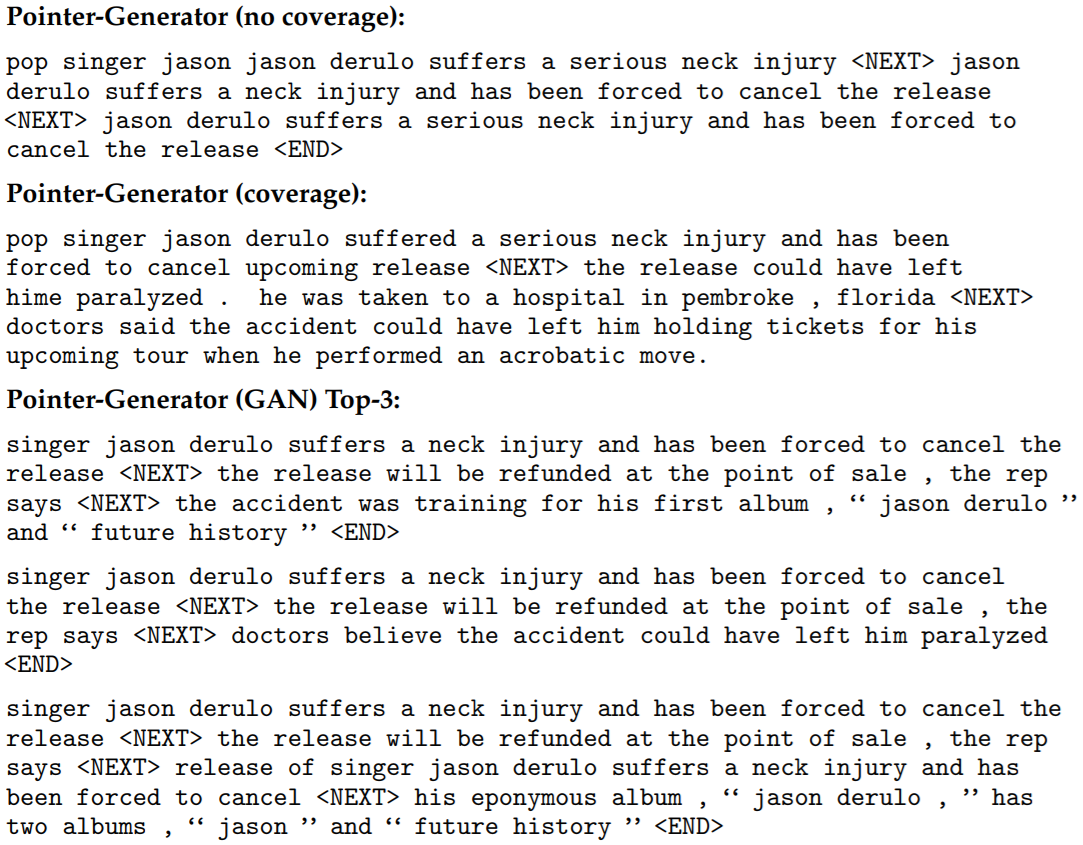 Pointer-Generator (no coverage):
pop singer jason jason derulo suffers a serious neck injury <NEXT> jason
derulo suffers a neck injury and has been forced to cancel the release
<NEXT> jason derulo suffers a serious neck injury and has been forced to
cancel the release <END>
Pointer-Generator (coverage):
pop singer jason derulo suffered a serious neck injury and has been
forced to cancel upcoming release <NEXT> the release could have left
hime paralyzed . he was taken to a hospital in pembroke , florida <NEXT>
doctors said the accident could have left him holding tickets for his
upcoming tour when he performed an acrobatic move.
Pointer-Generator (GAN) Top-3:
singer jason derulo suffers a neck injury and has been forced to cancel the
release <NEXT> the release will be refunded at the point of sale , the rep
says <NEXT> the accident was training for his first album , “ jason derulo ”
and “ future history ” <END>
singer jason derulo suffers a neck injury and has been forced to cancel
the release <NEXT> the release will be refunded at the point of sale , the
rep says <NEXT> doctors believe the accident could have left him paralyzed
<END>
singer jason derulo suffers a neck injury and has been forced to cancel the
release <NEXT> the release will be refunded at the point of sale , the rep
says <NEXT> release of singer jason derulo suffers a neck injury and has
been forced to cancel <NEXT> his eponymous album , “ jason derulo , ” has
two albums , “ jason ” and “ future history ” <END>